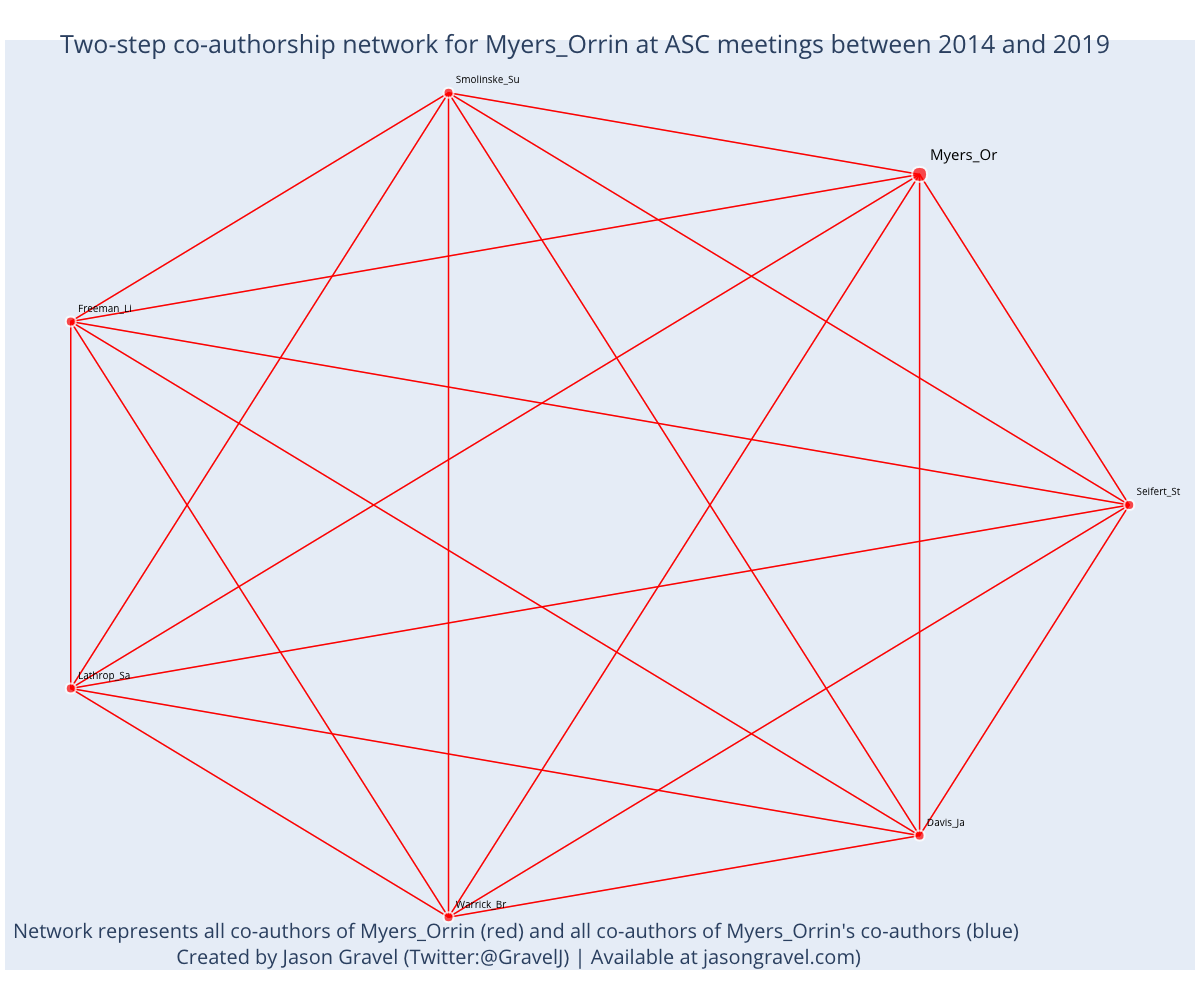 Two-step co-authorship network for Myers_Orrin at ASC meetings between 2014 and 2019
Smolinske_Su
Myers_Or
Freeman_Li
Seifert_St
Lathrop_Sa
Davis_Ja
Warrick_Br
Network represents all co-authors of Myers_Orrin (red) and all co-authors of Myers_Orrin's co-authors (blue)
Created by Jason Gravel (Twitter:@GravelJ) | Available at jasongravel.com)